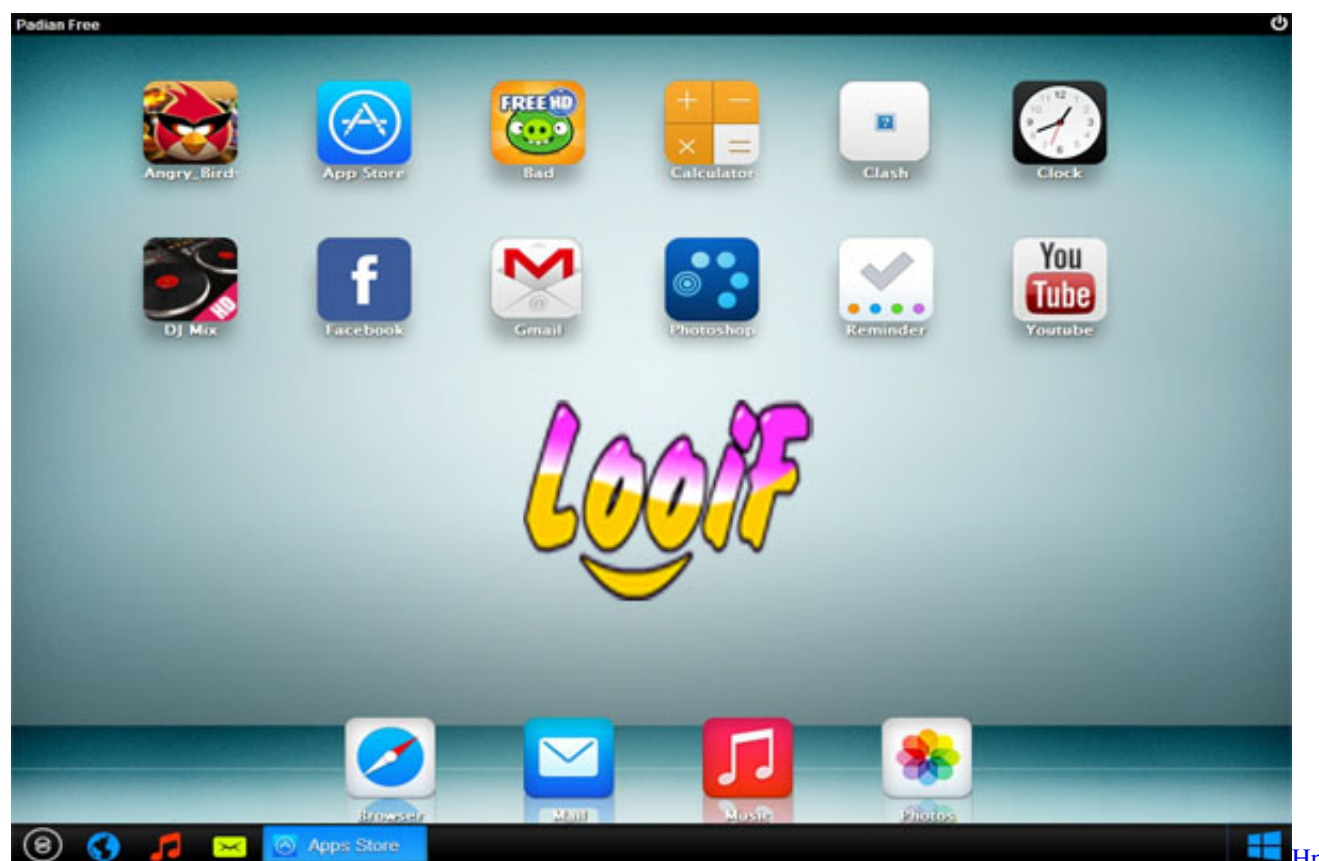 Padian Free
FREE HD
12
Angry_Bird
App Store
Bad
Calculator
Clash
Clock
You
Tube
DJ Mix
HD
Facebook
Gmail
Photoshop
Reminder
Youtube
LooiF
Browser
Mail
Music
Photos
Apps Store